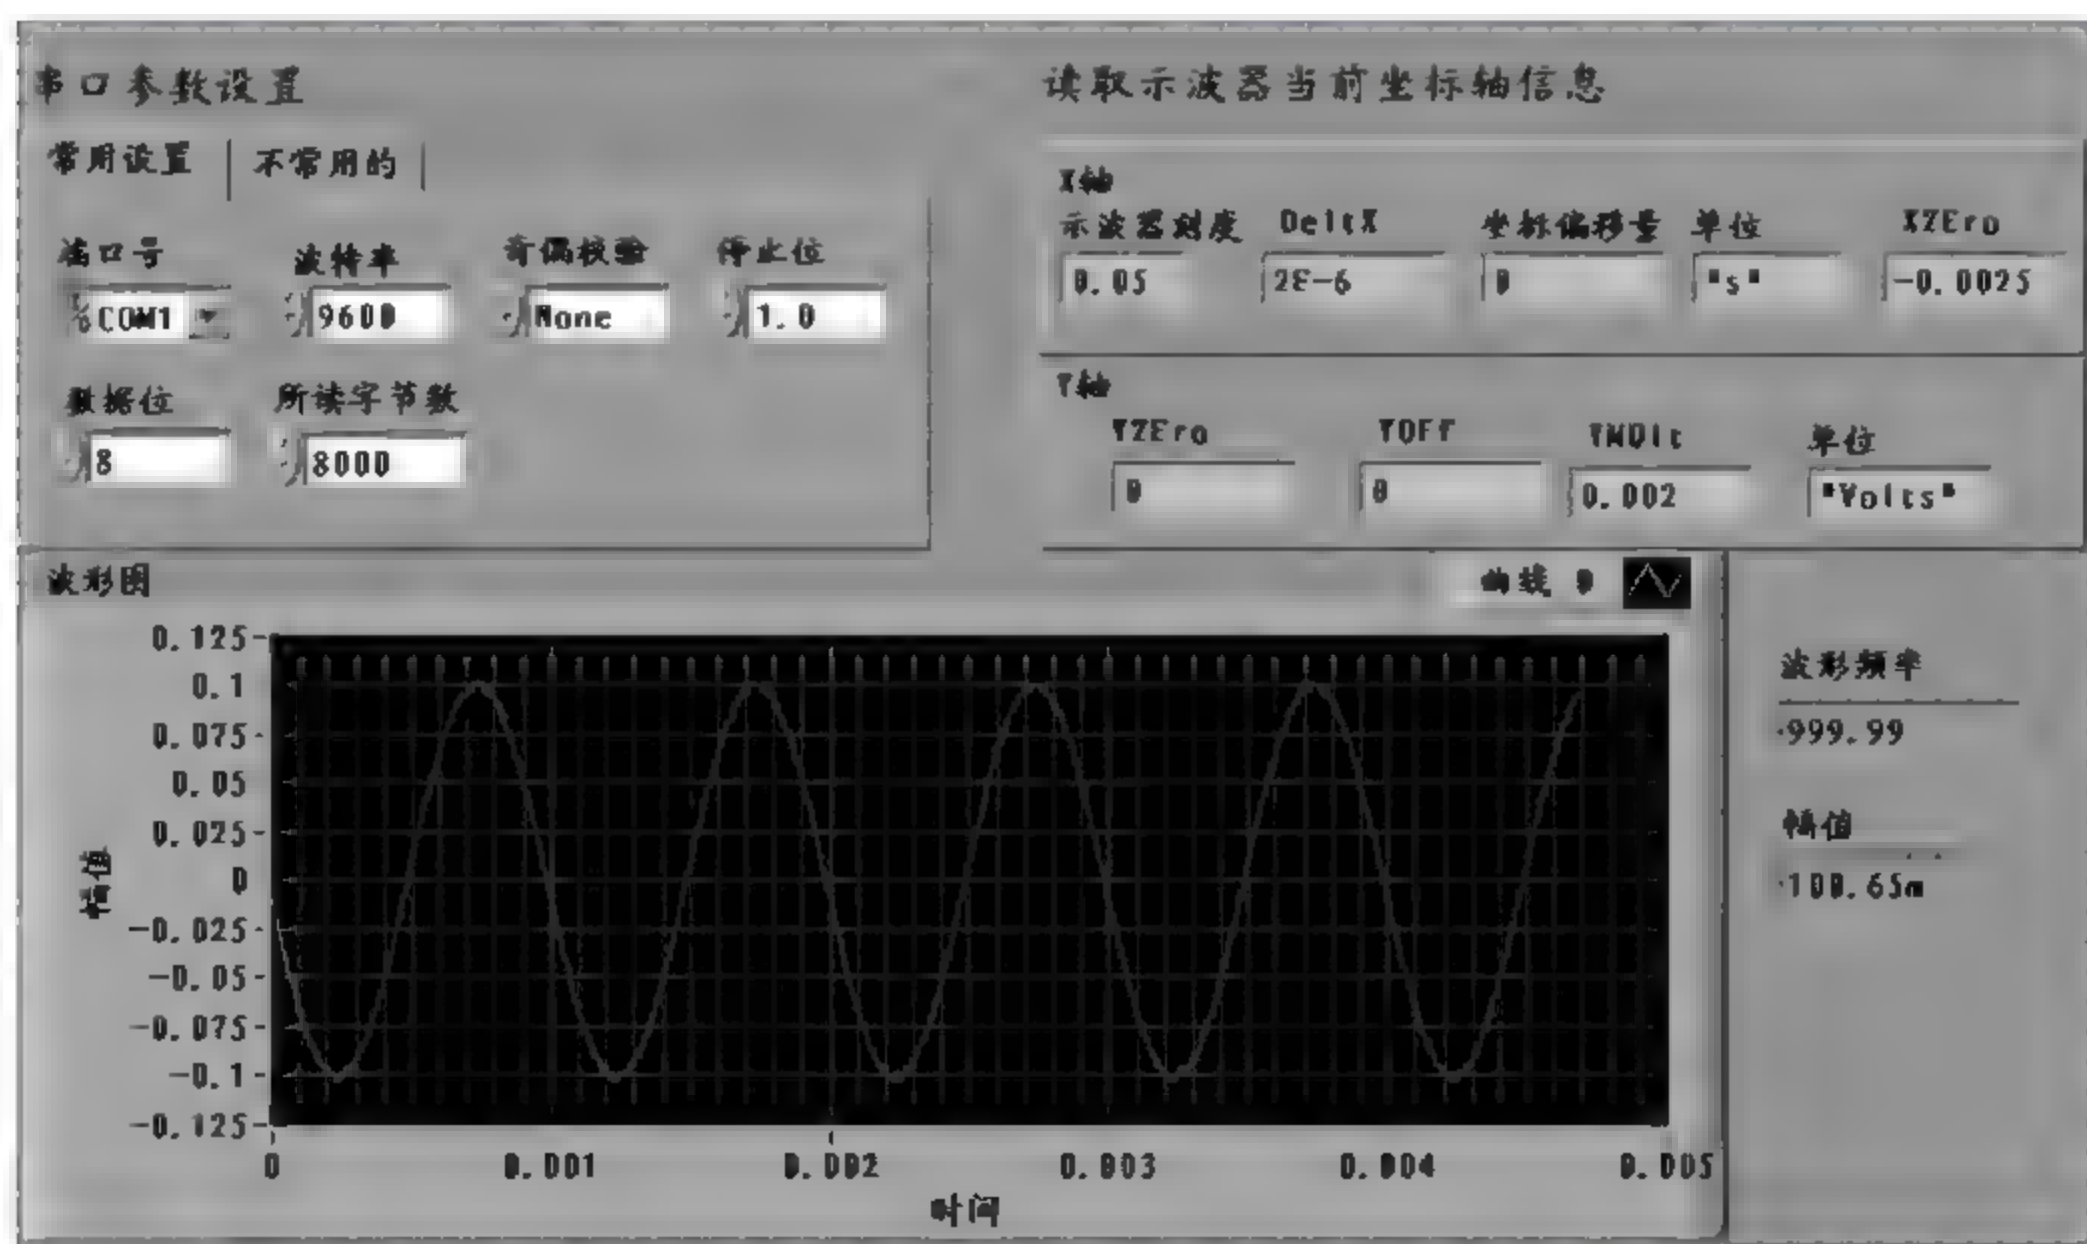 串口参数设置
常用设置 不常用的
端口号 波特率 奇偶校验 停止位
COM1 9600 None 1.0
数据位 所读字节数
8 8000
读取示波器当前坐标轴信息
X轴
示波器刻度 DeltX 坐标偏移量 单位 XZEro
0.05 2E-6 0 "s" -0.0025
Y轴
YZEro YOFF YMUlt 单位
0 0 0.002 "Volts"
波形图
曲线 0
0.125
0.1
0.075
0.05
0.025
0
-0.025
-0.05
-0.075
-0.1
-0.125
幅值
0 0.001 0.002 0.003 0.004 0.005
时间
波形频率
999.99
幅值
100.65m